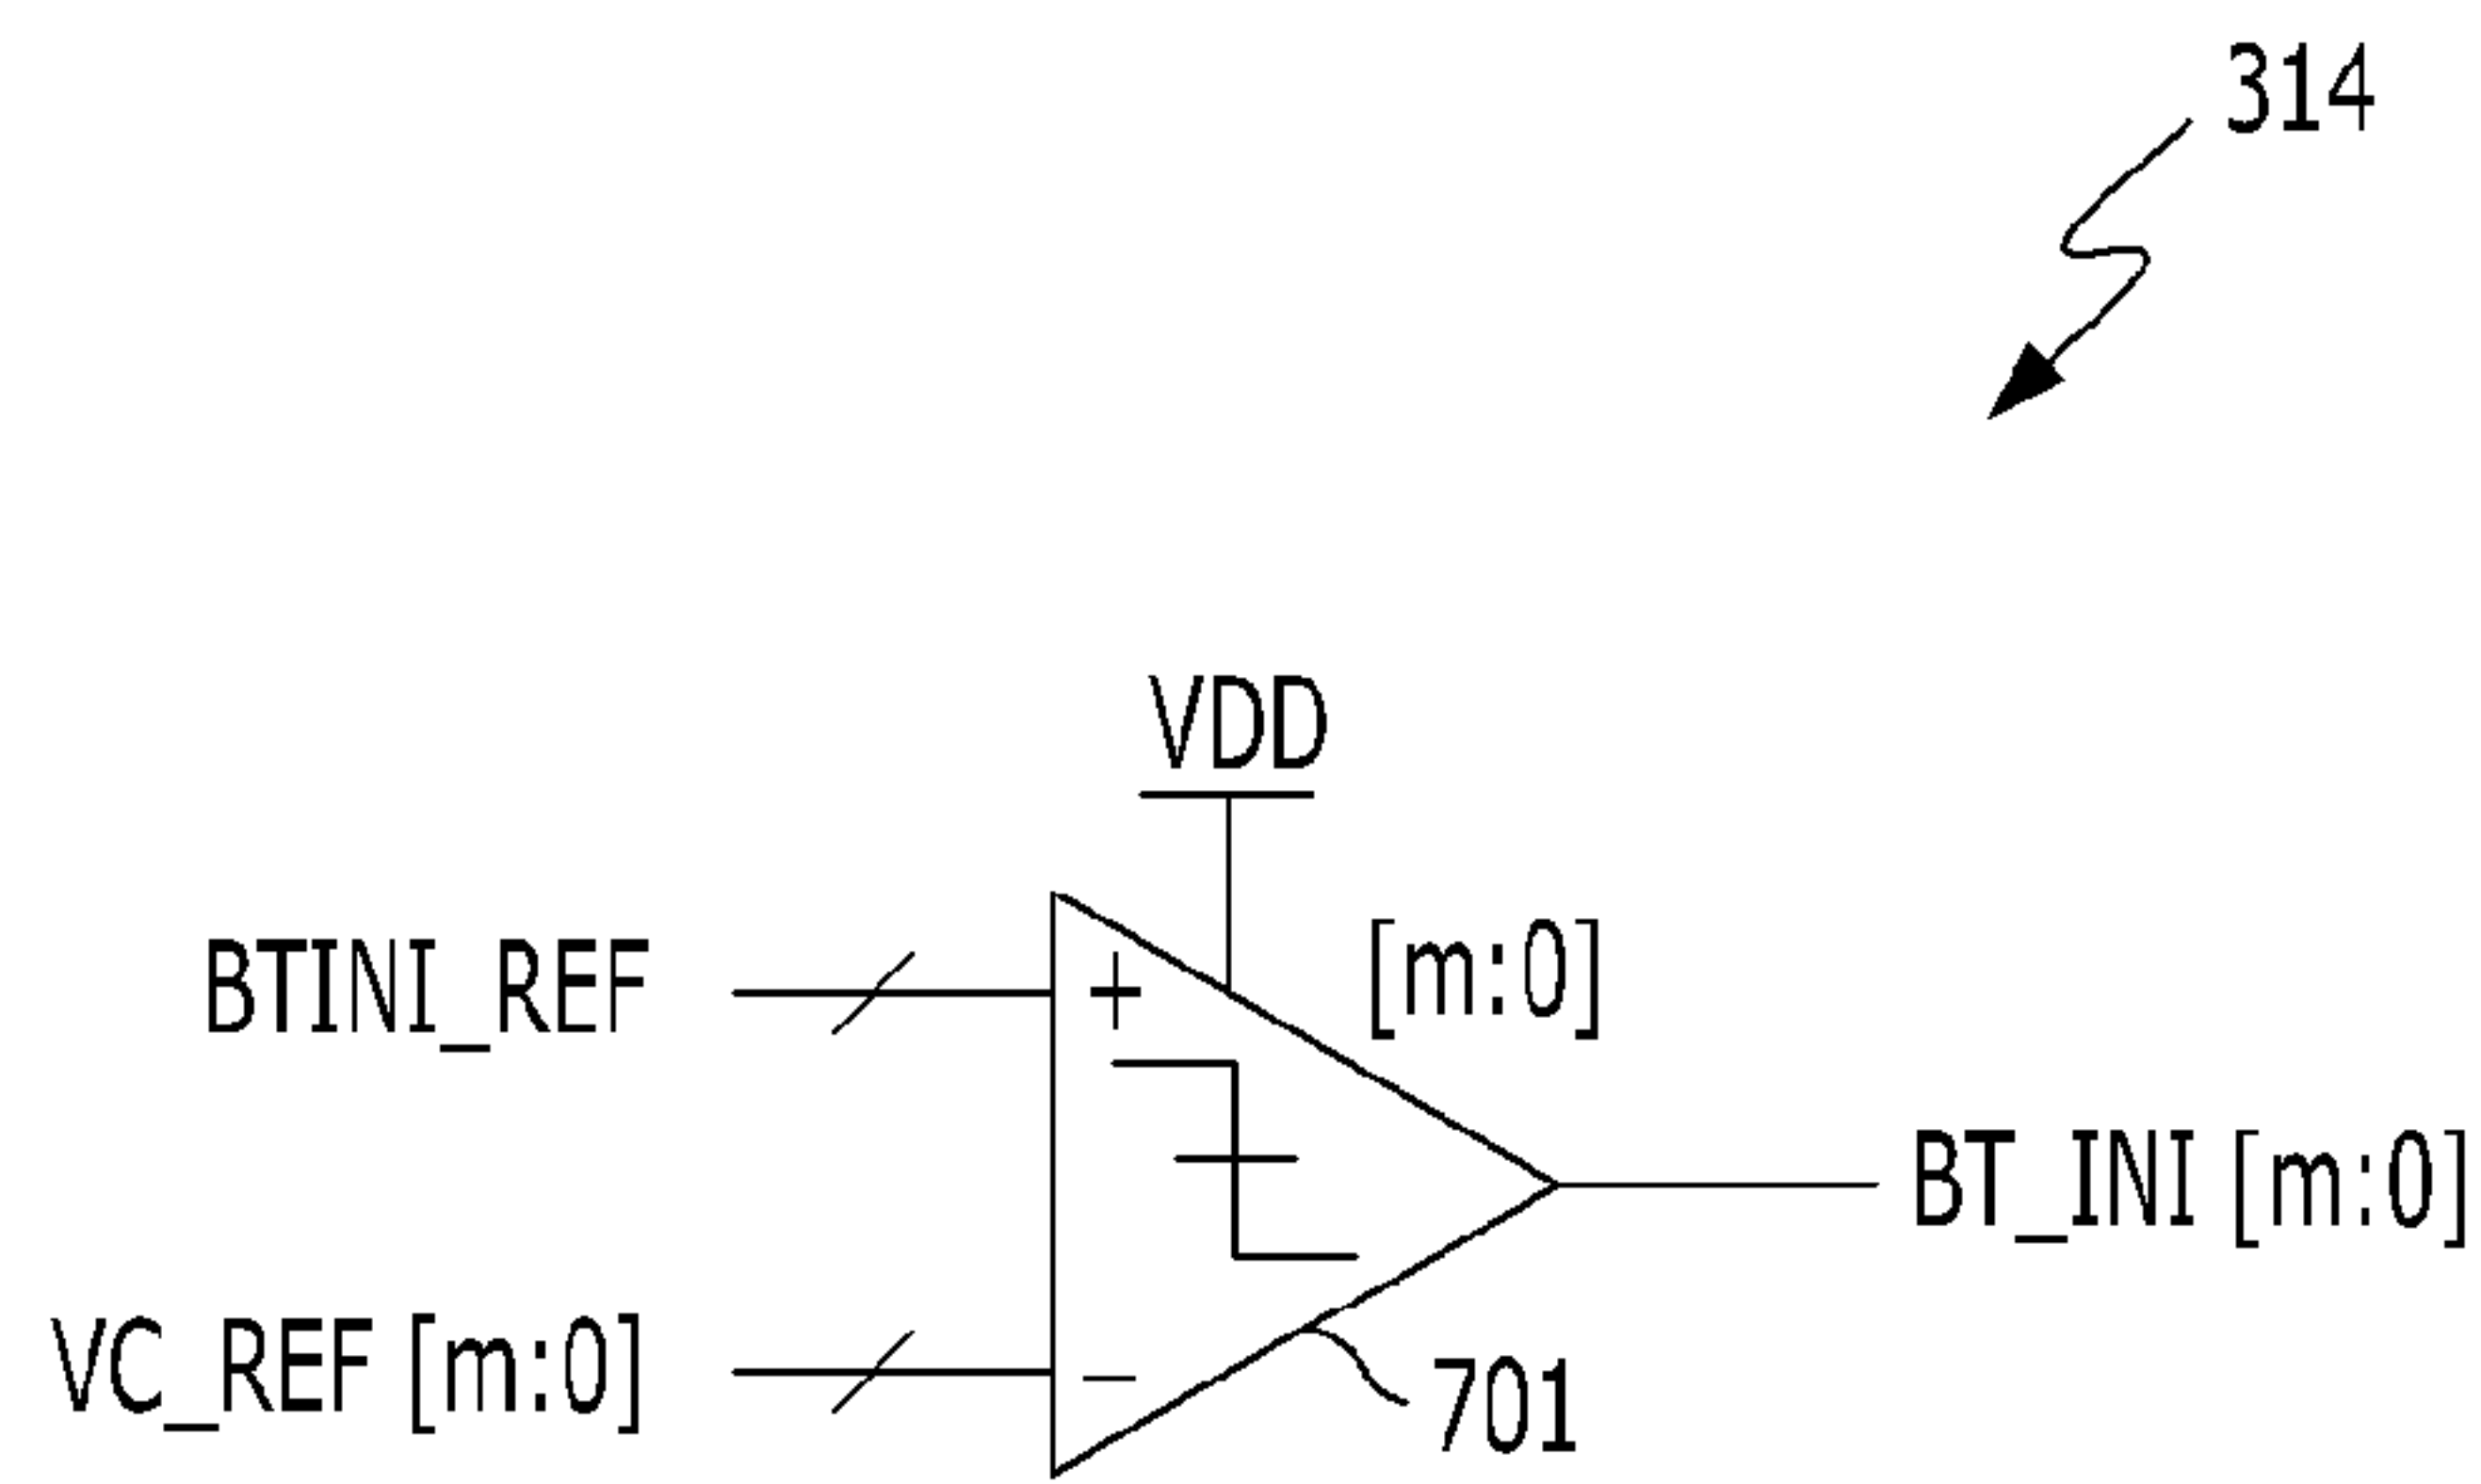 314
VDD
[m:0]
BTINI_REF
+
BT_INI [m:0]
VC_REF [m:0]
−
701